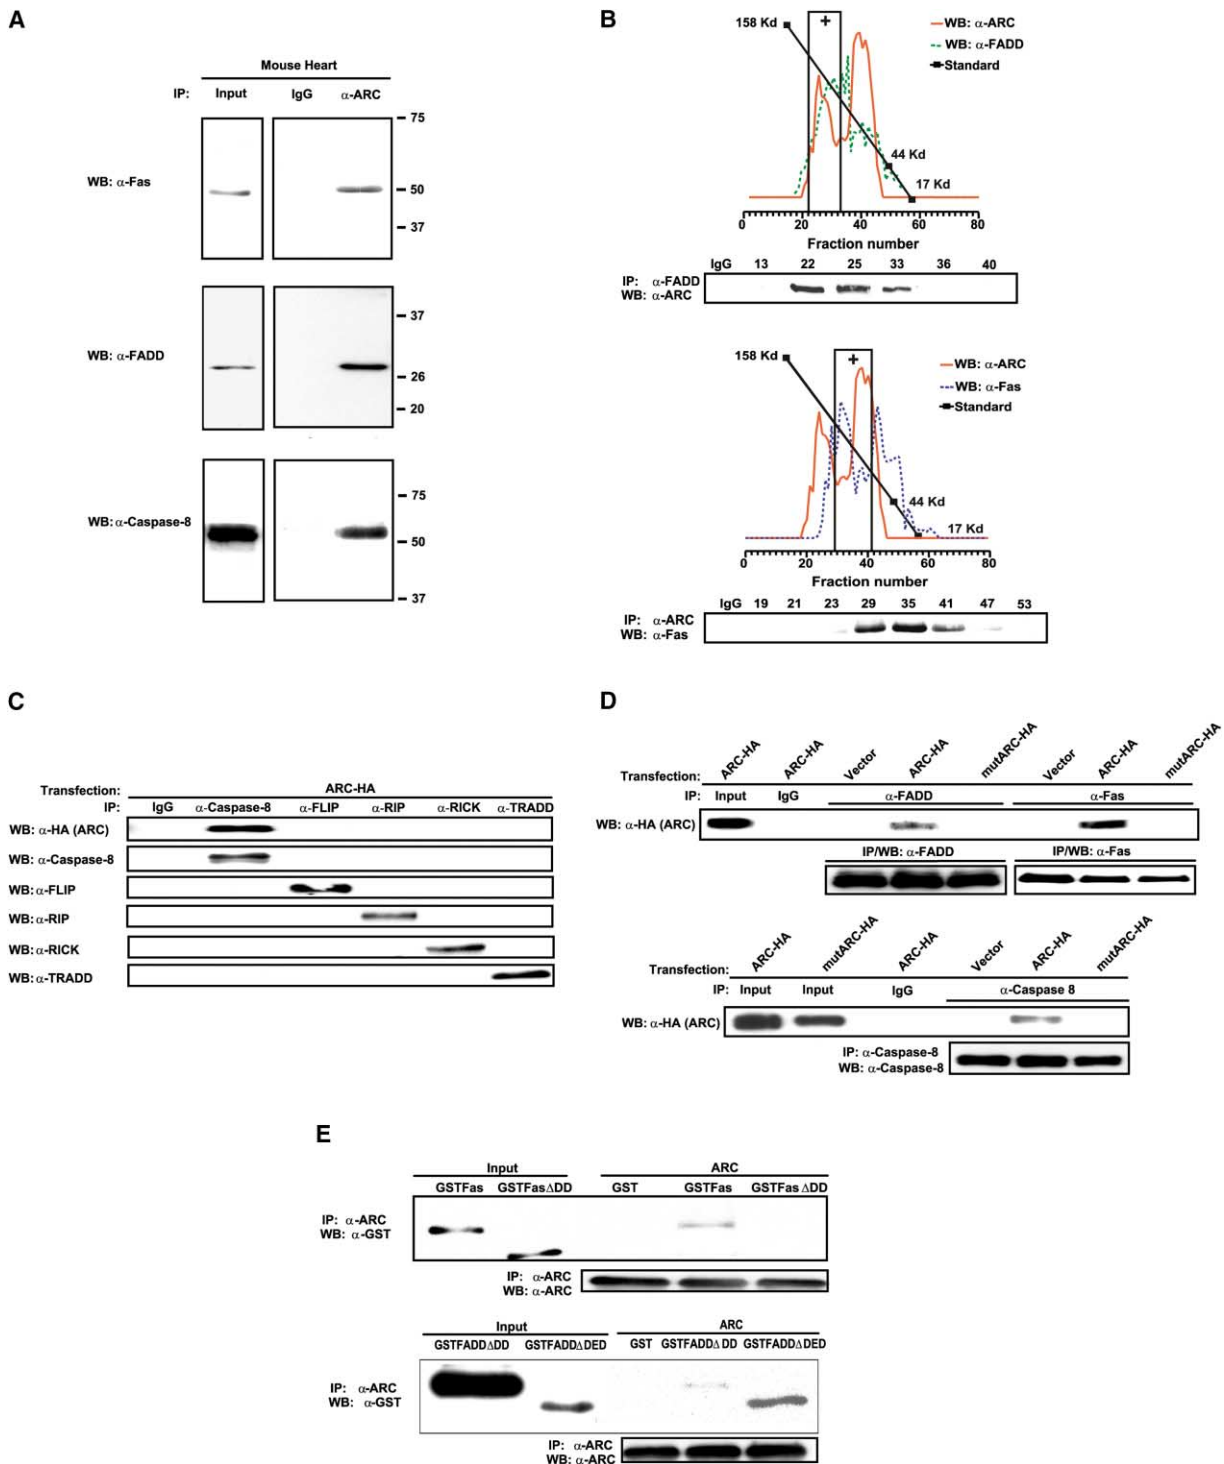 A
Mouse Heart
IP: Input IgG α-ARC
75
WB: α-Fas
50
37
37
WB: α-FADD
26
20
75
WB: α-Caspase-8
50
37
B
158 Kd
+
WB: α-ARC
WB: α-FADD
Standard
44 Kd
17 Kd
0 20 40 60 80
Fraction number
IgG 13 22 25 33 36 40
IP: α-FADD
WB: α-ARC
158 Kd
+
WB: α-ARC
WB: α-Fas
Standard
44 Kd
17 Kd
0 20 40 60 80
Fraction number
IgG 19 21 23 29 35 41 47 53
IP: α-ARC
WB: α-Fas
C
Transfection: ARC-HA
IP: IgG α-Caspase-8 α-FLIP α-RIP α-RICK α-TRADD
WB: α-HA (ARC)
WB: α-Caspase-8
WB: α-FLIP
WB: α-RIP
WB: α-RICK
WB: α-TRADD
D
Transfection: ARC-HA ARC-HA Vector ARC-HA mutARC-HA Vector ARC-HA mutARC-HA
IP: Input IgG α-FADD α-Fas
WB: α-HA (ARC)
IP/WB: α-FADD IP/WB: α-Fas
Transfection: ARC-HA mutARC-HA ARC-HA Vector ARC-HA mutARC-HA
IP: Input Input IgG α-Caspase 8
WB: α-HA (ARC)
IP: α-Caspase-8
WB: α-Caspase-8
E
Input ARC
GSTFas GSTFasΔDD GST GSTFas GSTFasΔDD
IP: α-ARC
WB: α-GST
IP: α-ARC
WB: α-ARC
Input ARC
GSTFADDΔDD GSTFADDΔDED GST GSTFADDΔDD GSTFADDΔDED
IP: α-ARC
WB: α-GST
IP: α-ARC
WB: α-ARC